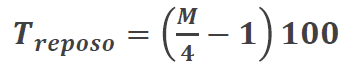 T_reposo = (M/4 − 1) 100